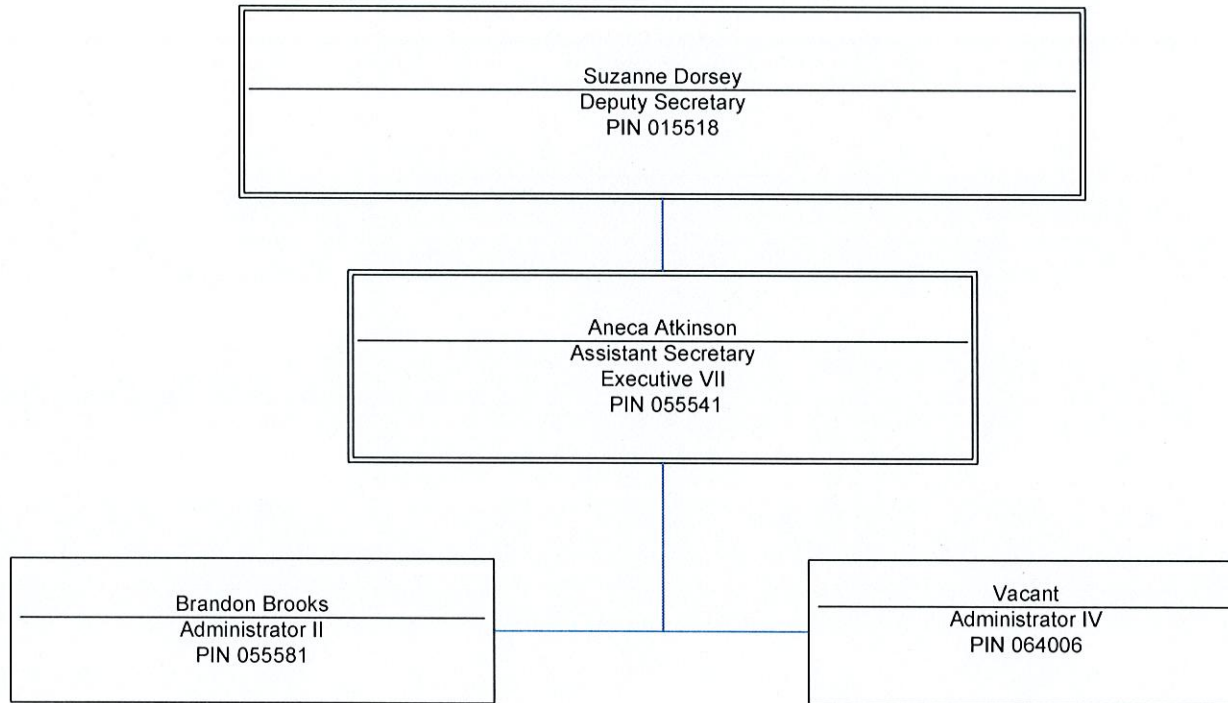 Suzanne Dorsey
Deputy Secretary
PIN 015518
Aneca Atkinson
Assistant Secretary
Executive VII
PIN 055541
Brandon Brooks
Administrator II
PIN 055581
Vacant
Administrator IV
PIN 064006